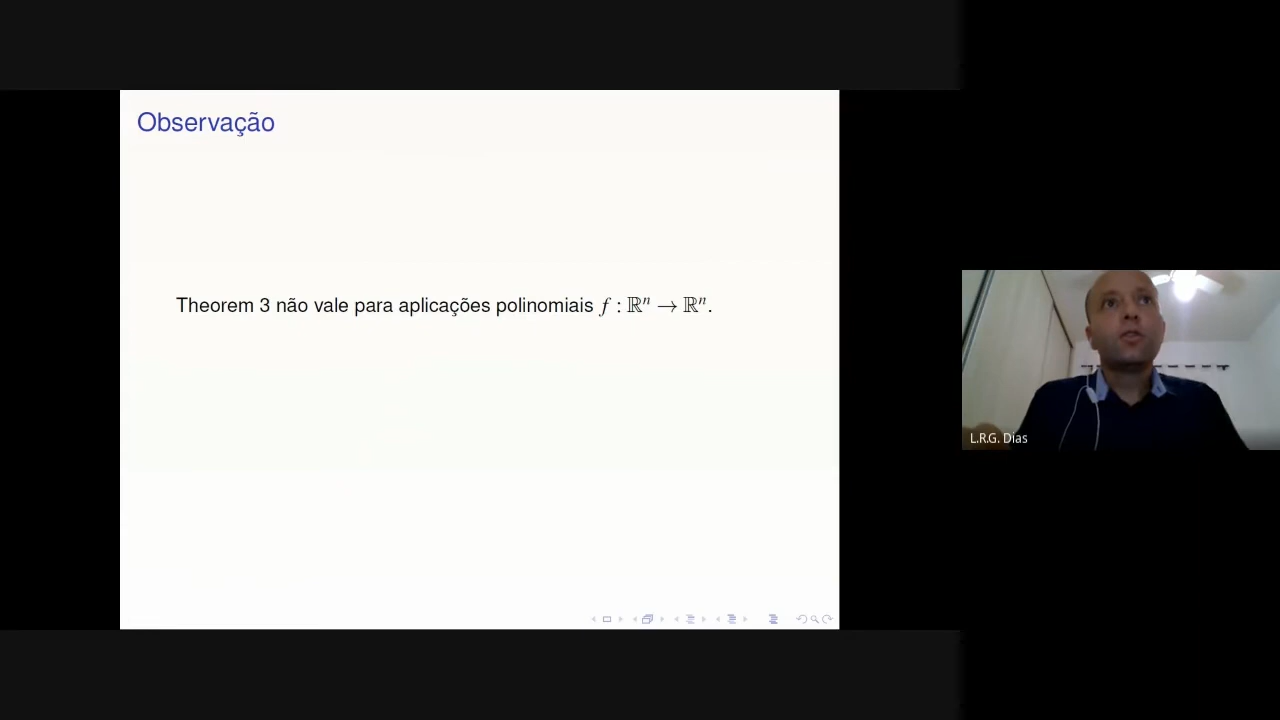 Observação
Theorem 3 não vale para aplicações polinomiais f : ℝⁿ → ℝⁿ.
L.R.G. Dias